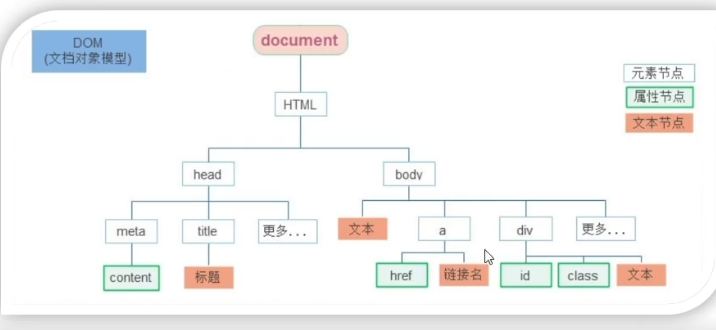 DOM
(文档对象模型)
document
元素节点
属性节点
文本节点
HTML
head
body
meta
title
更多...
文本
a
div
更多...
content
标题
href
链接名
id
class
文本